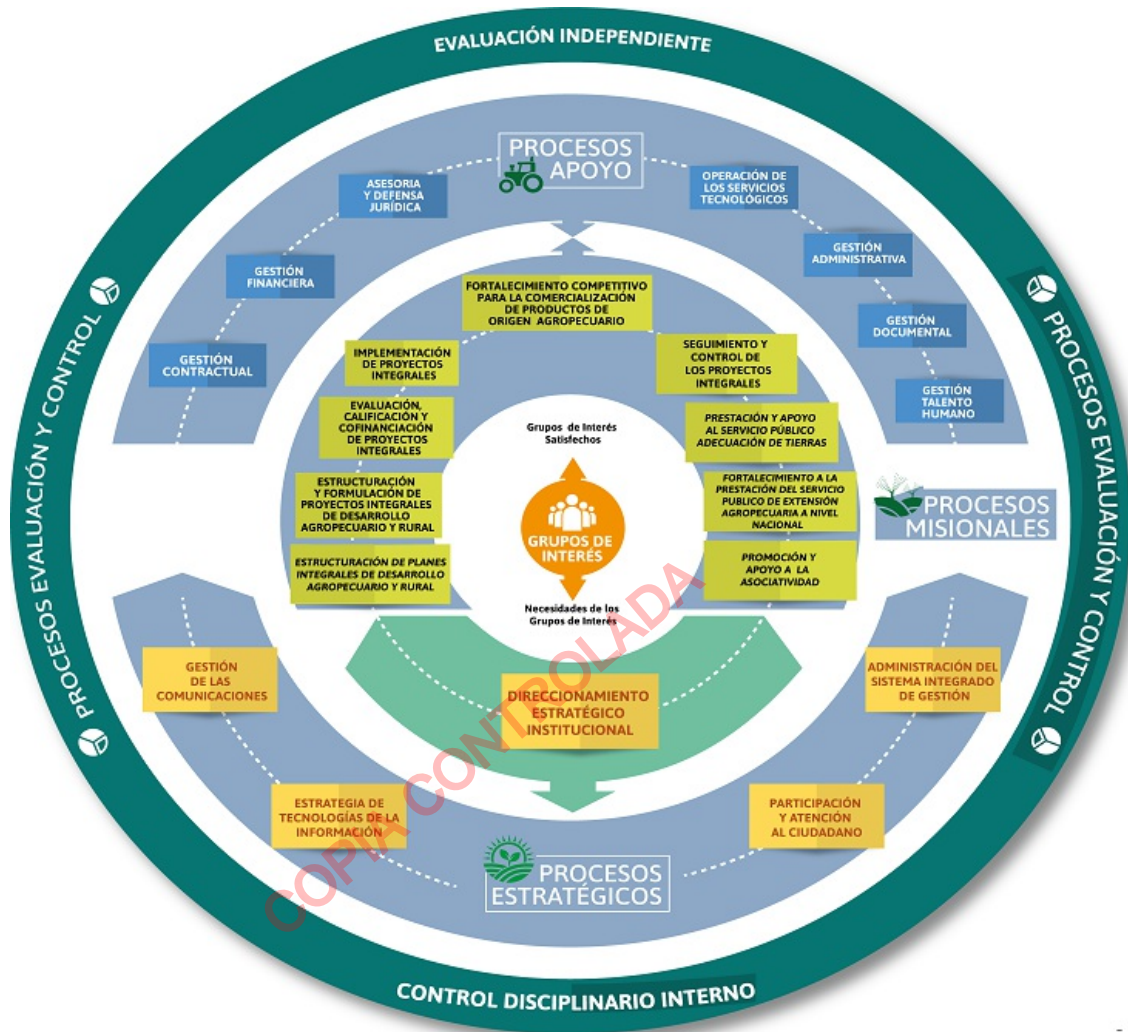 EVALUACIÓN INDEPENDIENTE
PROCESOS
APOYO
ASESORIA
Y DEFENSA
JURÍDICA
OPERACIÓN DE
LOS SERVICIOS
TECNOLÓGICOS
GESTIÓN
FINANCIERA
GESTIÓN
ADMINISTRATIVA
GESTIÓN
CONTRACTUAL
GESTIÓN
DOCUMENTAL
GESTIÓN
TALENTO
HUMANO
FORTALECIMIENTO COMPETITIVO
PARA LA COMERCIALIZACIÓN
DE PRODUCTOS DE
ORIGEN AGROPECUARIO
IMPLEMENTACIÓN
DE PROYECTOS
INTEGRALES
SEGUIMIENTO Y
CONTROL DE
LOS PROYECTOS
INTEGRALES
EVALUACIÓN,
CALIFICACIÓN Y
COFINANCIACIÓN
DE PROYECTOS
INTEGRALES
PRESTACIÓN Y APOYO
AL SERVICIO PÚBLICO
ADECUACIÓN DE TIERRAS
ESTRUCTURACIÓN
Y FORMULACIÓN DE
PROYECTOS INTEGRALES
DE DESARROLLO
AGROPECUARIO Y RURAL
FORTALECIMIENTO A LA
PRESTACIÓN DEL SERVICIO
PUBLICO DE EXTENSIÓN
AGROPECUARIA A NIVEL
NACIONAL
ESTRUCTURACIÓN DE PLANES
INTEGRALES DE DESARROLLO
AGROPECUARIO Y RURAL
PROMOCIÓN Y
APOYO A LA
ASOCIATIVIDAD
Grupos de Interés
Satisfechos
GRUPOS DE
INTERÉS
Necesidades de los
Grupos de Interés
PROCESOS
MISIONALES
PROCESOS EVALUACIÓN Y CONTROL
PROCESOS EVALUACIÓN Y CONTROL
GESTIÓN
DE LAS
COMUNICACIONES
DIRECCIONAMIENTO
ESTRATÉGICO
INSTITUCIONAL
ADMINISTRACIÓN DEL
SISTEMA INTEGRADO
DE GESTIÓN
ESTRATEGIA DE
TECNOLOGÍAS DE LA
INFORMACIÓN
PARTICIPACIÓN
Y ATENCIÓN
AL CIUDADANO
PROCESOS
ESTRATÉGICOS
COPIA CONTROLADA
CONTROL DISCIPLINARIO INTERNO